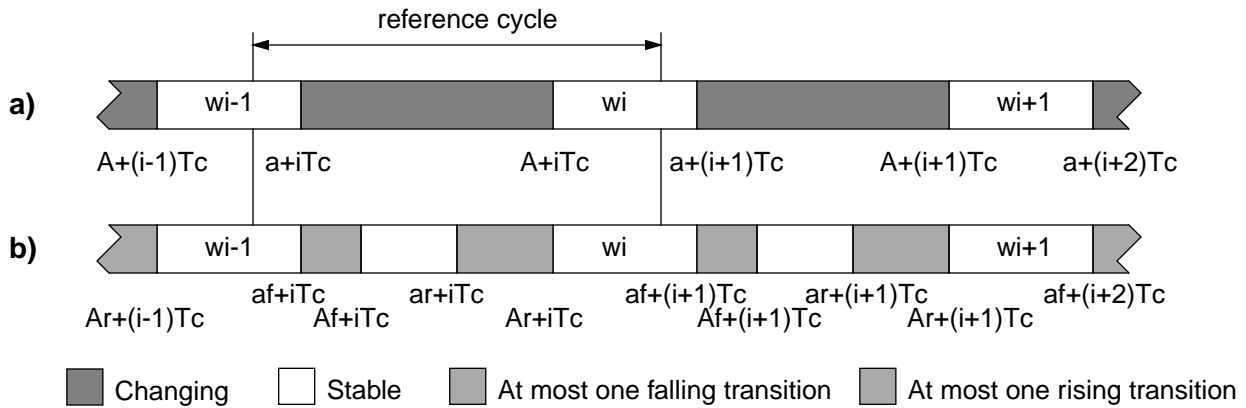 reference cycle
a)
wi-1 wi wi+1
A+(i-1)Tc a+iTc A+iTc a+(i+1)Tc A+(i+1)Tc a+(i+2)Tc
b)
wi-1 wi wi+1
af+iTc ar+iTc af+(i+1)Tc ar+(i+1)Tc af+(i+2)Tc
Ar+(i-1)Tc Af+iTc Ar+iTc Af+(i+1)Tc Ar+(i+1)Tc
Changing Stable At most one falling transition At most one rising transition